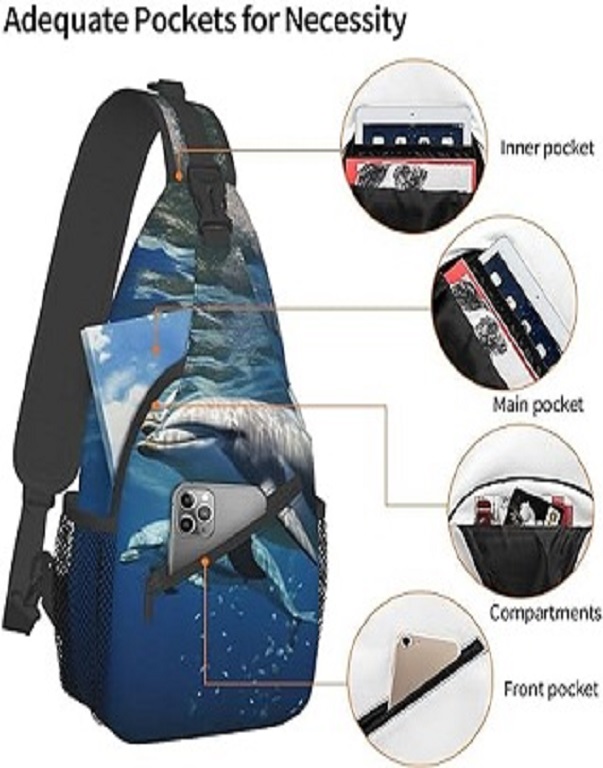 Adequate Pockets for Necessity
Inner pocket
Main pocket
Compartments
Front pocket